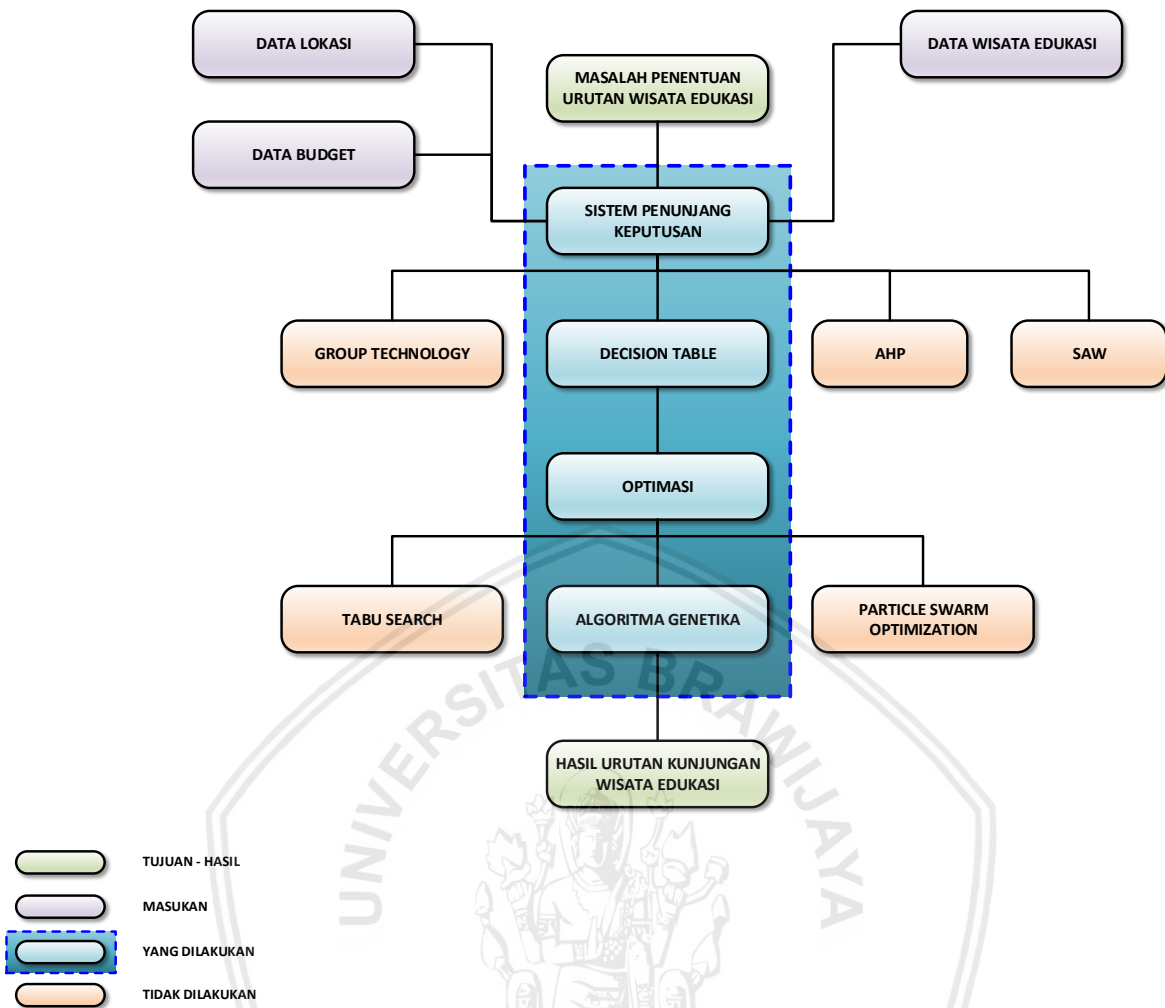 DATA LOKASI
DATA WISATA EDUKASI
MASALAH PENENTUAN
URUTAN WISATA EDUKASI
DATA BUDGET
SISTEM PENUNJANG
KEPUTUSAN
GROUP TECHNOLOGY
DECISION TABLE
AHP
SAW
OPTIMASI
TABU SEARCH
ALGORITMA GENETIKA
PARTICLE SWARM
OPTIMIZATION
UNIVERSITAS BRAWIJAYA
HASIL URUTAN KUNJUNGAN
WISATA EDUKASI
TUJUAN - HASIL
MASUKAN
YANG DILAKUKAN
TIDAK DILAKUKAN